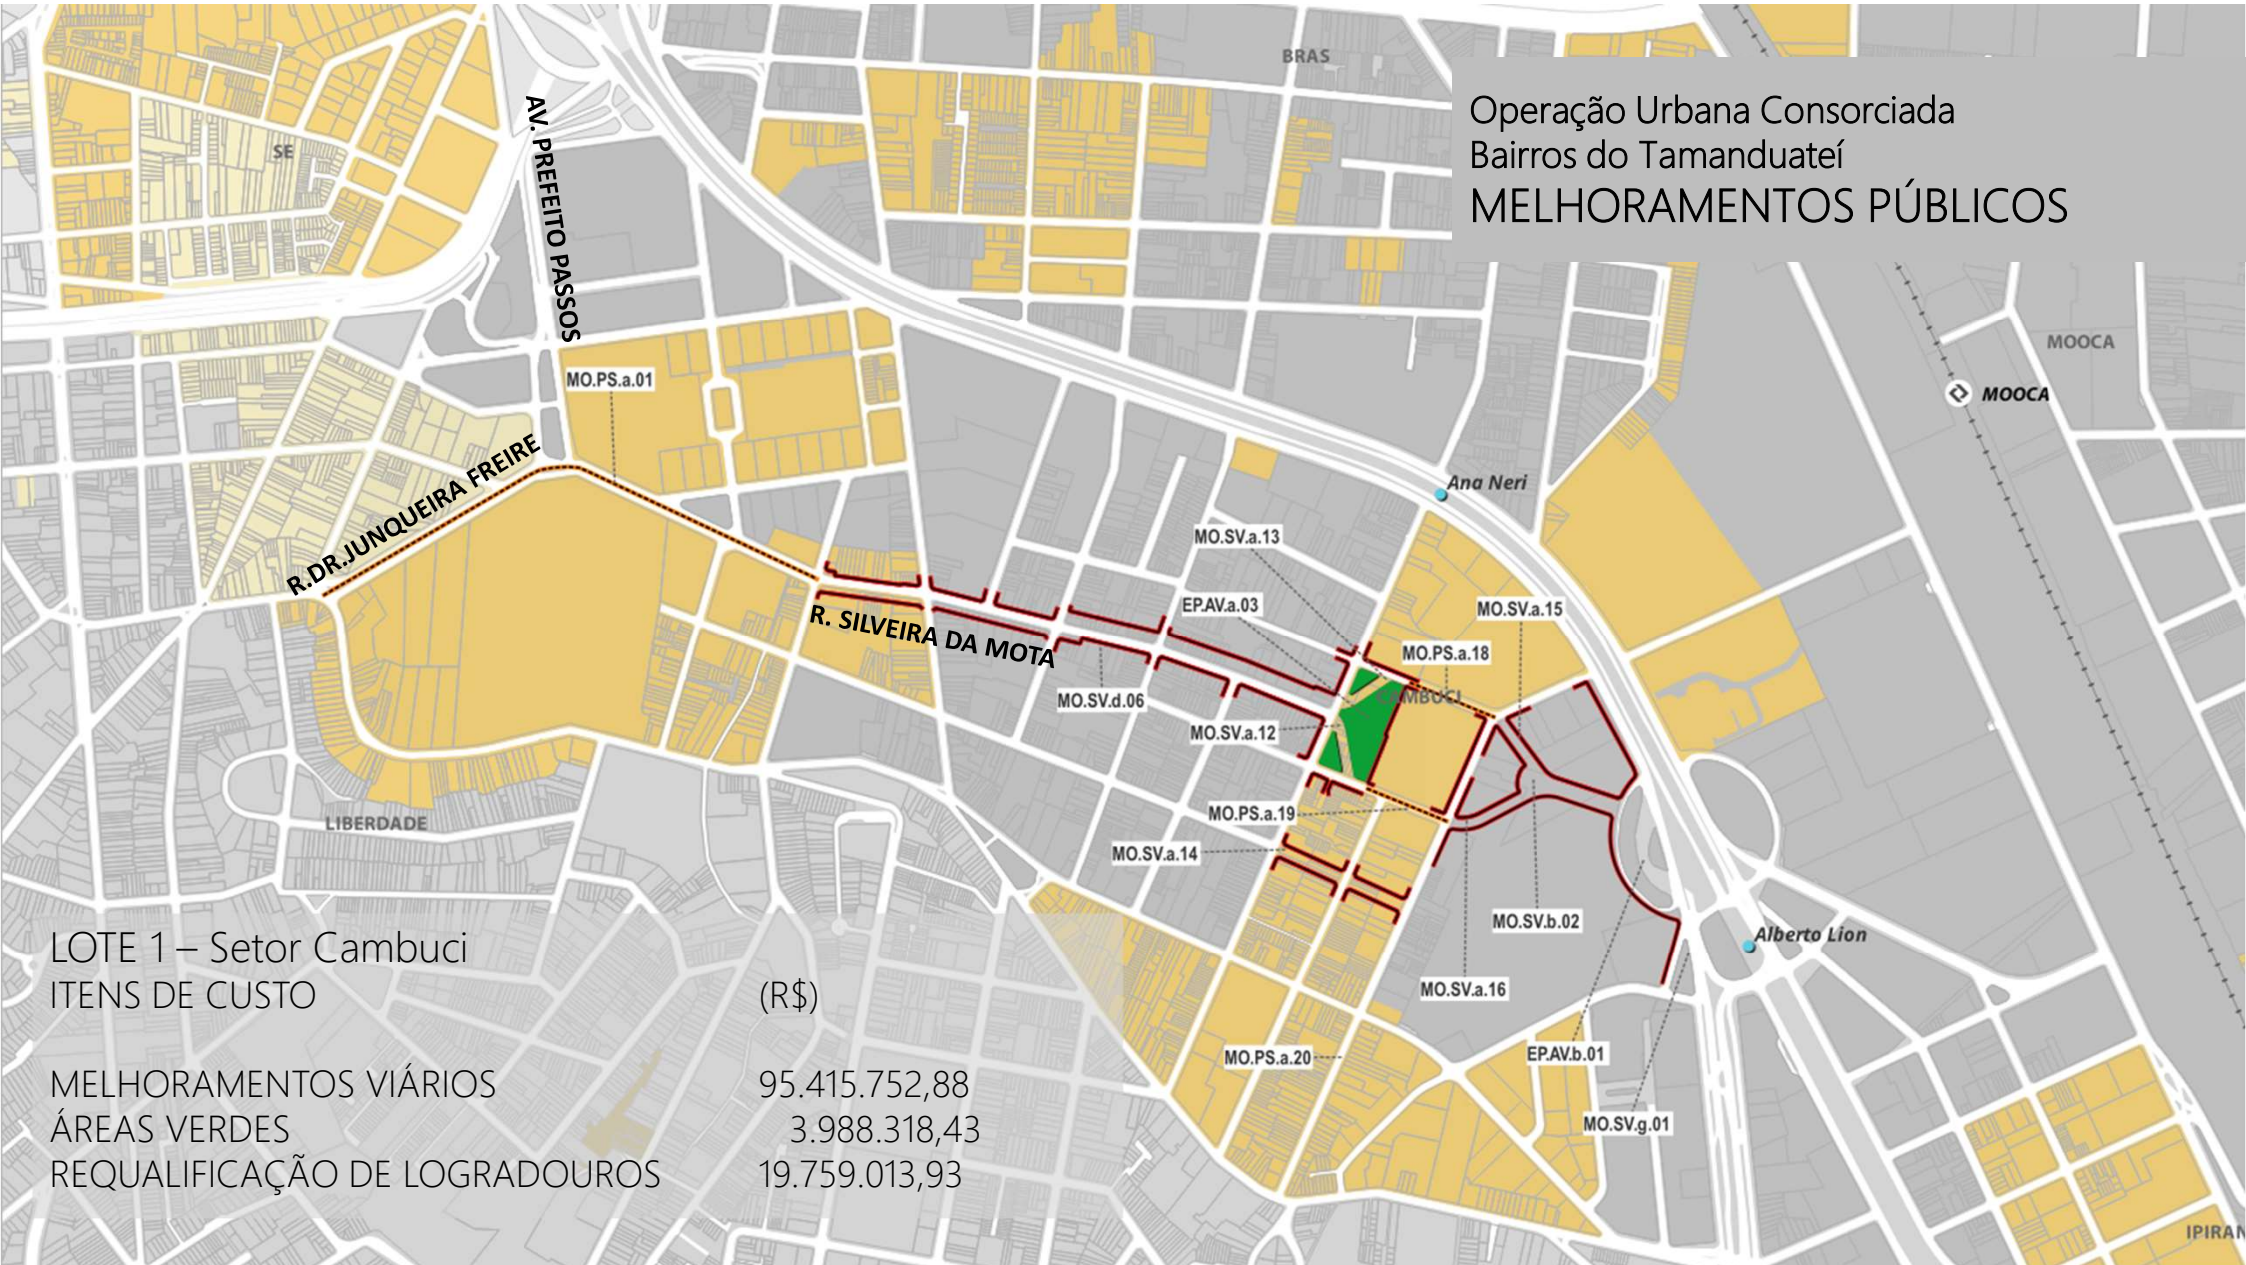 BRAS
Operação Urbana Consorciada
Bairros do Tamanduateí
MELHORAMENTOS PÚBLICOS
SE
AV. PREFEITO PASSOS
MOOCA
MOOCA
MO.PS.a.01
R.DR.JUNQUEIRA FREIRE
Ana Neri
MO.SV.a.13
EP.AV.a.03
MO.SV.a.15
R. SILVEIRA DA MOTA
MO.PS.a.18
CAMBUCI
MO.SV.d.06
MO.SV.a.12
MO.PS.a.19
LIBERDADE
MO.SV.a.14
MO.SV.b.02
Alberto Lion
MO.SV.a.16
EP.AV.b.01
MO.PS.a.20
MO.SV.g.01
IPIRAN
LOTE 1 – Setor Cambuci
ITENS DE CUSTO (R$)
MELHORAMENTOS VIÁRIOS 95.415.752,88
ÁREAS VERDES 3.988.318,43
REQUALIFICAÇÃO DE LOGRADOUROS 19.759.013,93